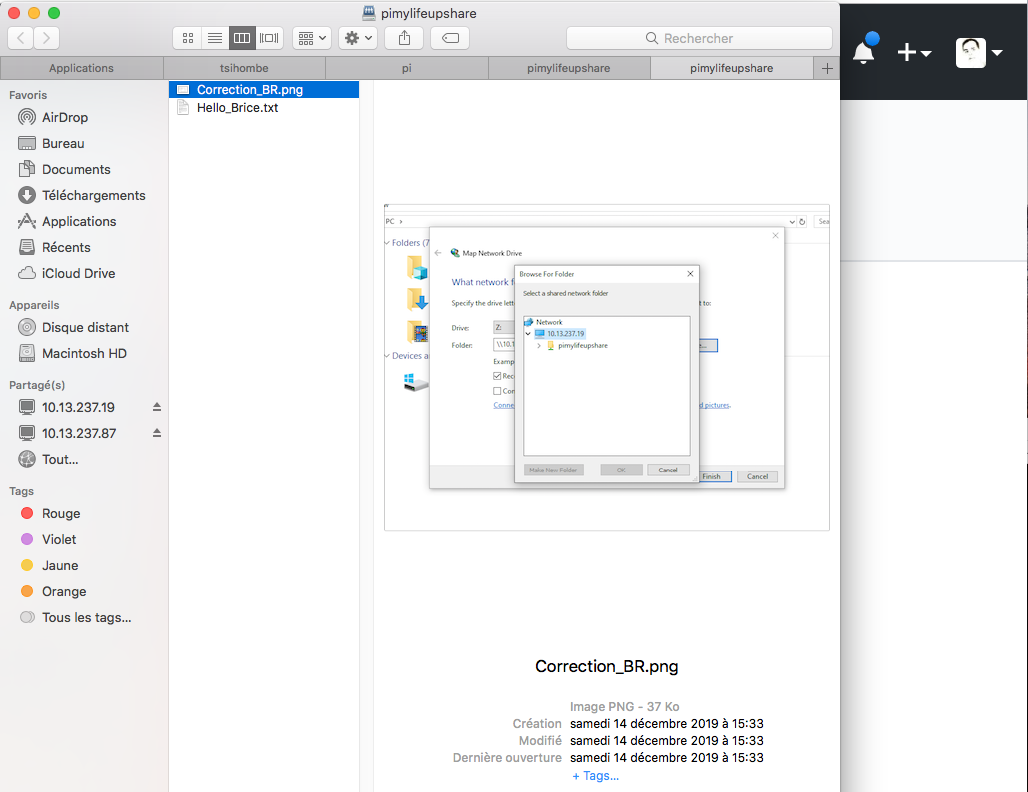 pimylifeupshare
Rechercher
Applications
tsihombe
pi
pimylifeupshare
pimylifeupshare
Favoris
AirDrop
Bureau
Documents
Téléchargements
Applications
Récents
iCloud Drive
Appareils
Disque distant
Macintosh HD
Partagé(s)
10.13.237.19
10.13.237.87
Tout...
Tags
Rouge
Violet
Jaune
Orange
Tous les tags...
Correction_BR.png
Hello_Brice.txt
PC
Sea
Folders (7
Devices a
Map Network Drive
What network f
Specify the drive lett
t to:
Drive:
Z:
Folder:
\\10.1
Examp
Rec
Con
Conne
d pictures.
Finish
Cancel
Browse For Folder
Select a shared network folder
Network
10.13.237.19
pimylifeupshare
Make New Folder
OK
Cancel
Correction_BR.png
Image PNG - 37 Ko
Création samedi 14 décembre 2019 à 15:33
Modifié samedi 14 décembre 2019 à 15:33
Dernière ouverture samedi 14 décembre 2019 à 15:33
+ Tags...